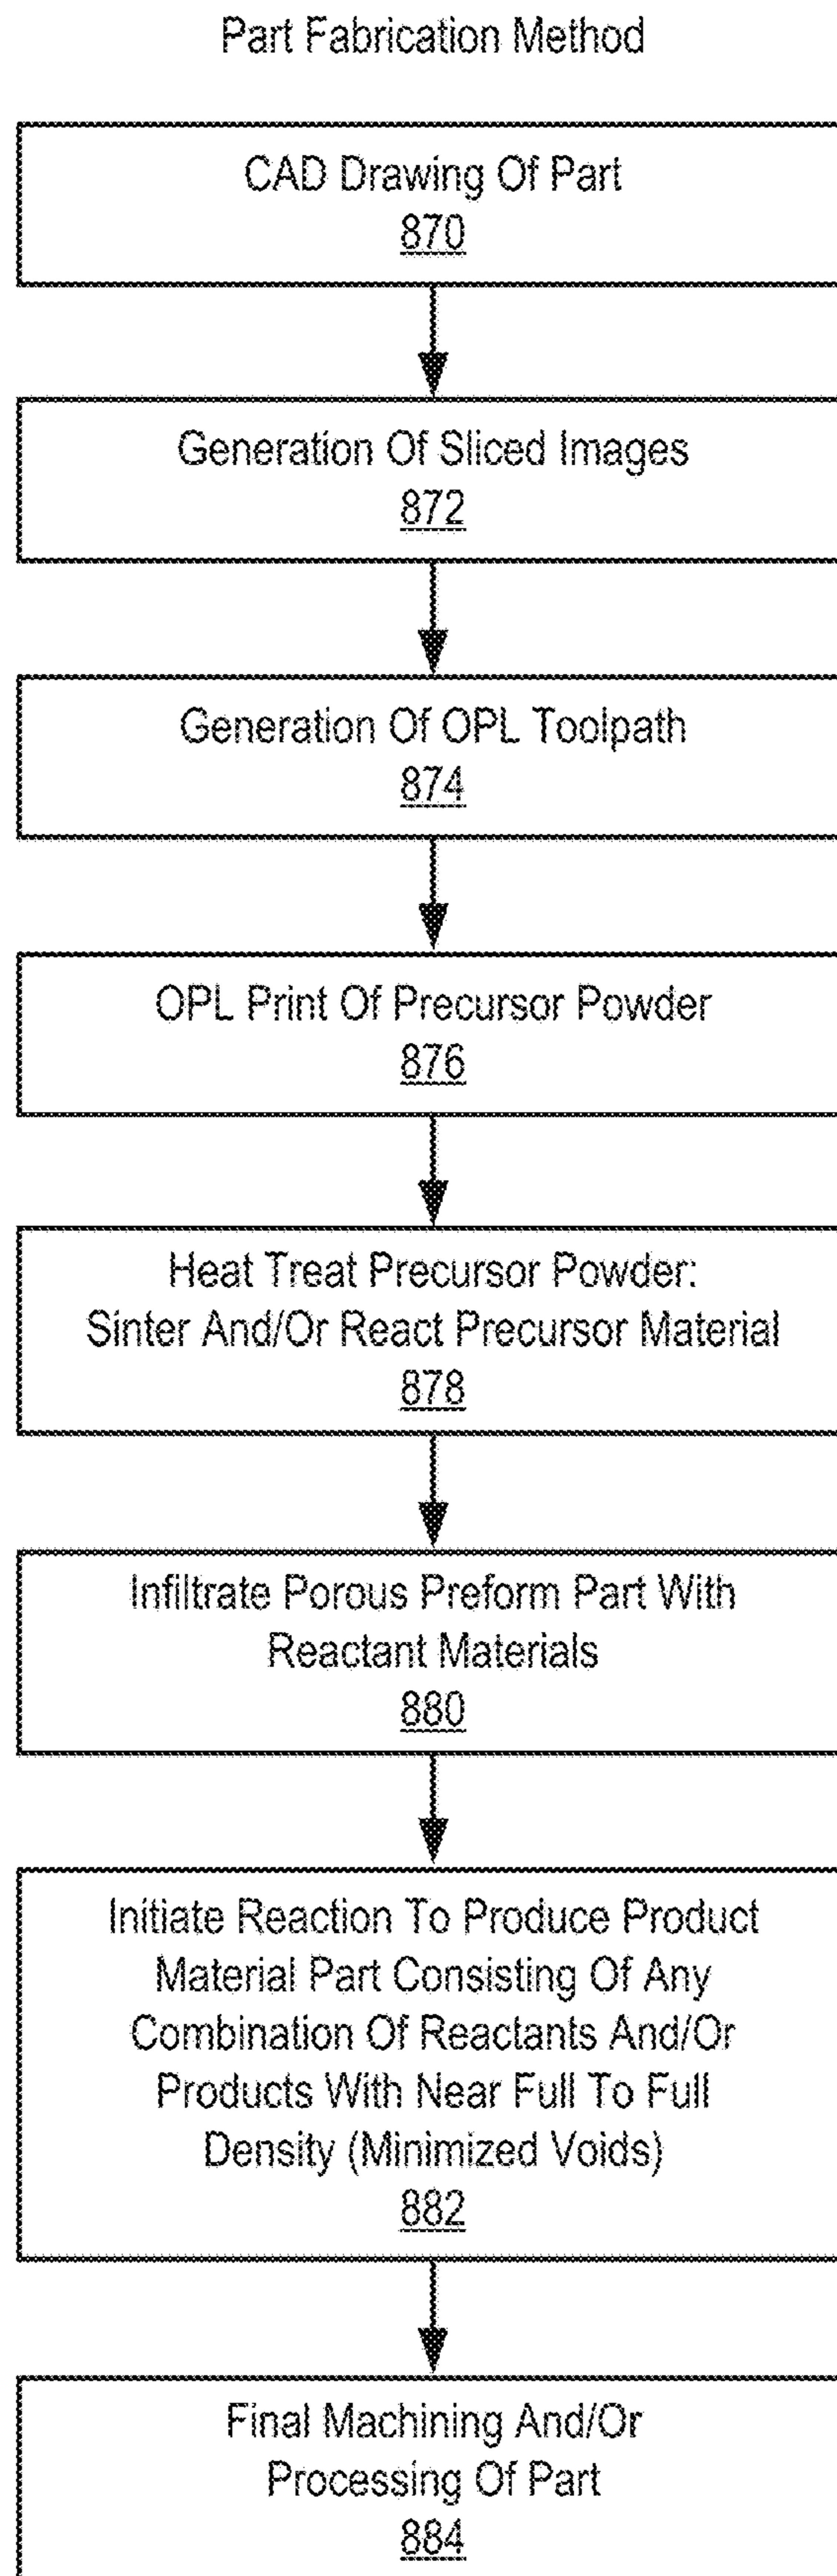 Part Fabrication Method
CAD Drawing Of Part
870
Generation Of Sliced Images
872
Generation Of OPL Toolpath
874
OPL Print Of Precursor Powder
876
Heat Treat Precursor Powder:
Sinter And/Or React Precursor Material
878
Infiltrate Porous Preform Part With
Reactant Materials
880
Initiate Reaction To Produce Product
Material Part Consisting Of Any
Combination Of Reactants And/Or
Products With Near Full To Full
Density (Minimized Voids)
882
Final Machining And/Or
Processing Of Part
884